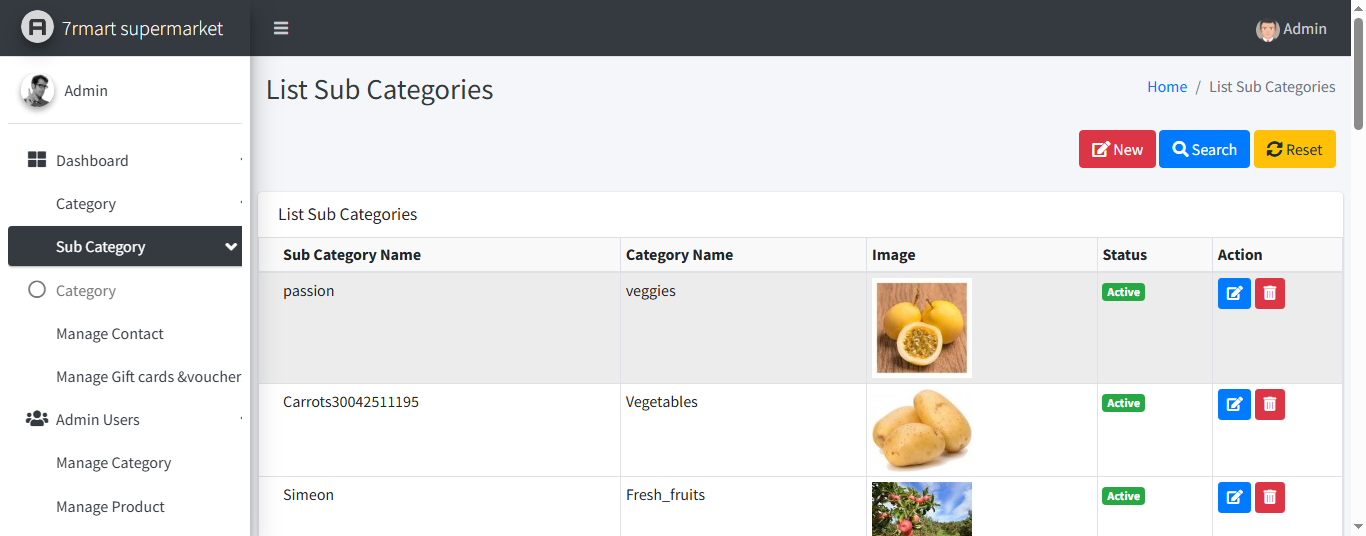 7rmart supermarket
Admin
Admin
List Sub Categories
Home / List Sub Categories
Dashboard
Category
Sub Category
Category
Manage Contact
Manage Gift cards &voucher
Admin Users
Manage Category
Manage Product
New
Search
Reset
List Sub Categories
Sub Category Name Category Name Image Status Action
passion veggies Active
Carrots30042511195 Vegetables Active
Simeon Fresh_fruits Active